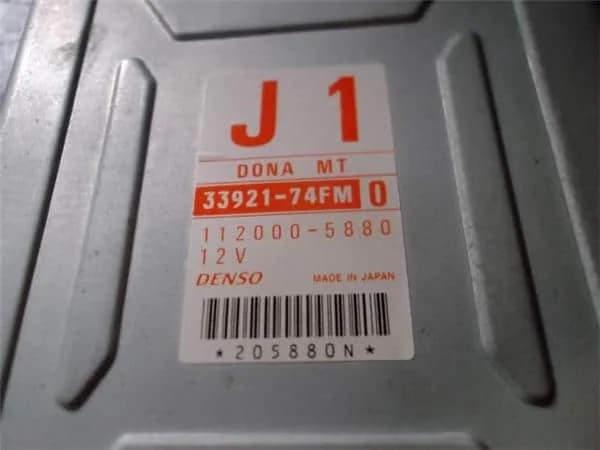 J 1
DONA MT
33921-74FM 0
112000-5880
12V
DENSO MADE IN JAPAN
*205880N*